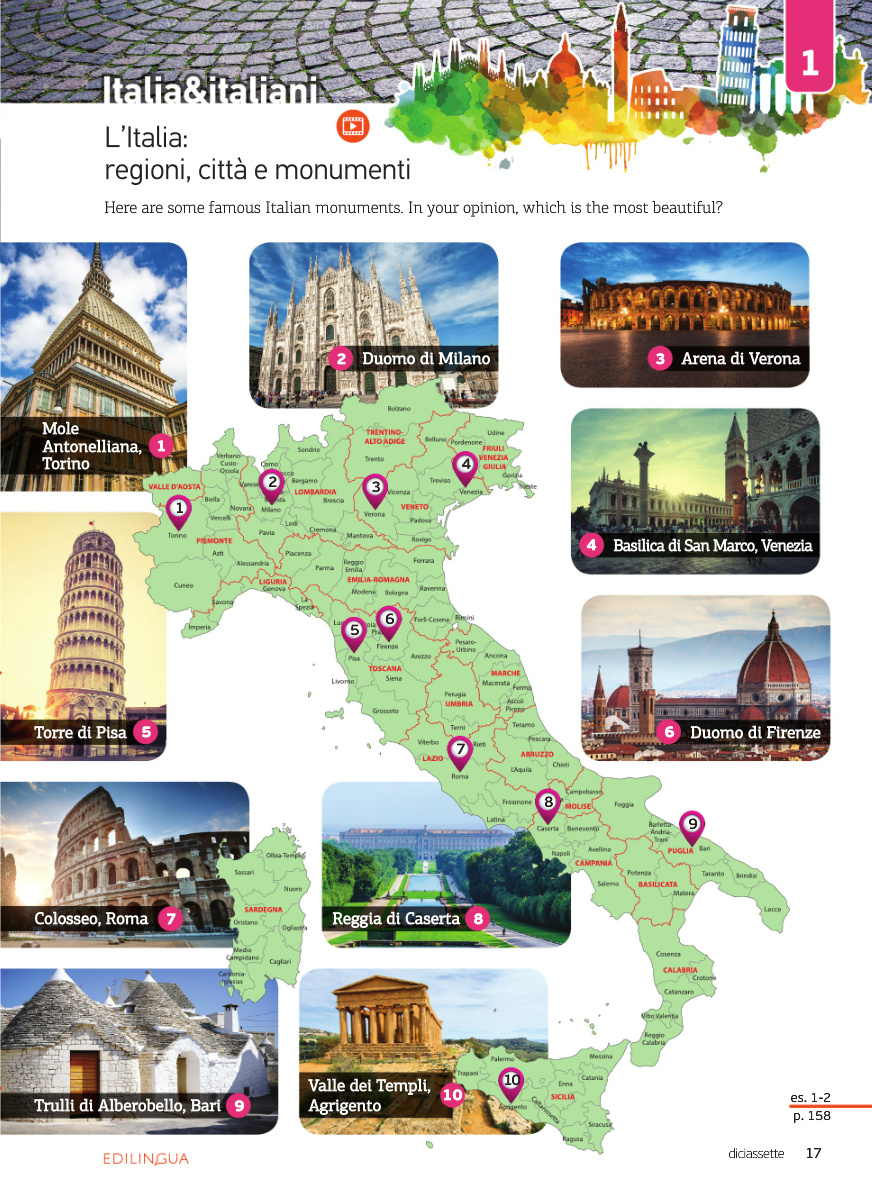 1
Italia&italiani
L'Italia:
regioni, città e monumenti
Here are some famous Italian monuments. In your opinion, which is the most beautiful?
Mole
Antonelliana,
Torino
1
2 Duomo di Milano
3 Arena di Verona
4 Basilica di San Marco, Venezia
Torre di Pisa 5
6 Duomo di Firenze
Colosseo, Roma 7
Reggia di Caserta 8
Trulli di Alberobello, Bari 9
Valle dei Templi,
Agrigento
10
Bolzano
TRENTINO-
ALTO ADIGE
Trento
Belluno
Udine
Pordenone
FRIULI
VENEZIA
GIULIA
Gorizia
Trieste
Sondrio
Verbano
Cusio-
Ossola
Como
Varese
Bergamo
VALLE D'AOSTA
Biella
Novara
Vercelli
2
Milano
LOMBARDIA
Brescia
3
Verona
Vicenza
Treviso
4
Venezia
VENETO
Padova
Rovigo
1
Torino
PIEMONTE
Asti
Alessandria
Cuneo
Pavia
Lodi
Cremona
Mantova
Piacenza
Parma
Reggio
Emilia
Ferrara
EMILIA-ROMAGNA
Modena
Bologna
Ravenna
Forlì-Cesena
Rimini
LIGURIA
Genova
Savona
Imperia
La
Spezia
5
Pisa
6
Firenze
Arezzo
TOSCANA
Siena
Livorno
Grosseto
Pesaro-
Urbino
Ancona
MARCHE
Macerata
Fermo
Ascoli
Piceno
Perugia
UMBRIA
Terni
Teramo
Pescara
Viterbo
7
Rieti
LAZIO
Roma
ABRUZZO
L'Aquila
Chieti
Frosinone
Latina
8
Campobasso
MOLISE
Foggia
Caserta
Benevento
Napoli
Avellino
CAMPANIA
Salerno
Barletta
Andria-
Trani
9
PUGLIA
Bari
Potenza
BASILICATA
Matera
Taranto
Brindisi
Lecce
Cosenza
CALABRIA
Crotone
Catanzaro
Vibo Valentia
Reggio
Calabria
Olbia-Tempio
Sassari
Nuoro
SARDEGNA
Oristano
Ogliastra
Medio
Campidano
Cagliari
Carbonia-
Iglesias
Messina
Palermo
Trapani
10
Agrigento
Enna
Catania
SICILIA
Caltanissetta
Siracusa
Ragusa
es. 1-2
p. 158
EDILINGUA
diciassette 17